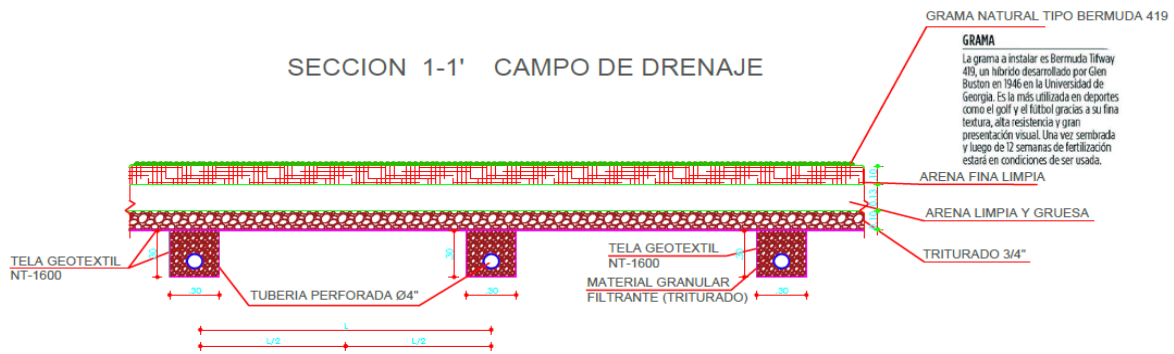 GRAMA NATURAL TIPO BERMUDA 419
GRAMA
La grama a instalar es Bermuda Tifway
419, un híbrido desarrollado por Glen
Buston en 1946 en la Universidad de
Georgia. Es la más utilizada en deportes
como el golf y el fútbol gracias a su fina
textura, alta resistencia y gran
presentación visual. Una vez sembrada
y luego de 12 semanas de fertilización
estará en condiciones de ser usada.
SECCION 1-1' CAMPO DE DRENAJE
ARENA FINA LIMPIA
ARENA LIMPIA Y GRUESA
TRITURADO 3/4"
.10
0.13
.10
TELA GEOTEXTIL
NT-1600
.30
.30
TUBERIA PERFORADA Ø4"
.30
.30
TELA GEOTEXTIL
NT-1600
MATERIAL GRANULAR
FILTRANTE (TRITURADO)
.30
.30
L
L/2
L/2